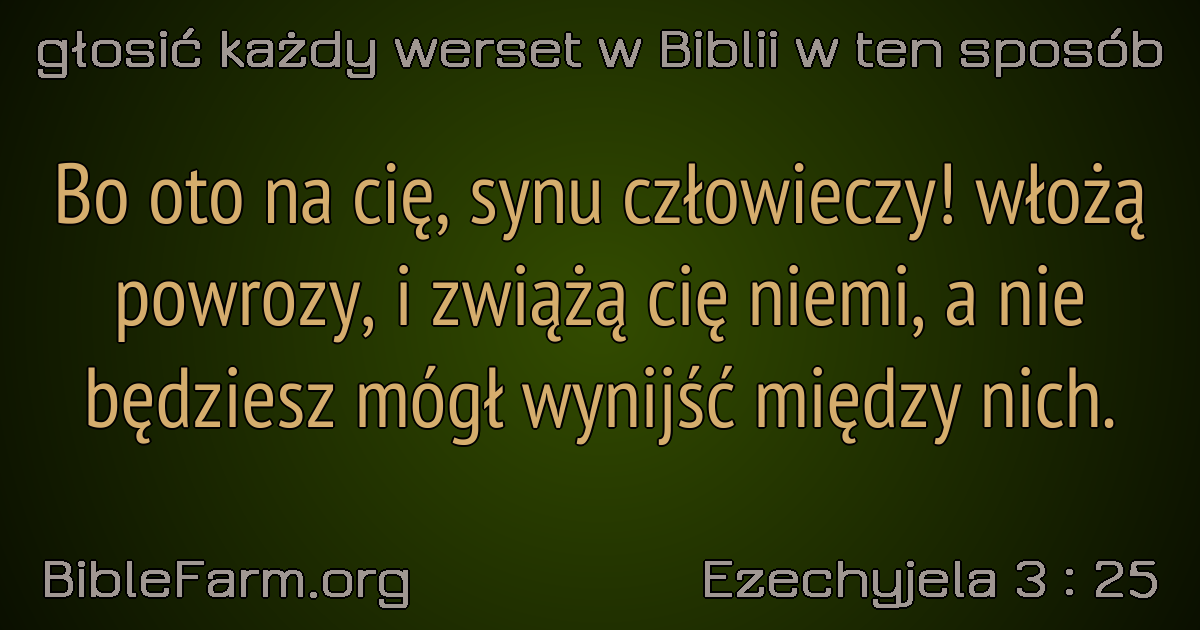 głosić każdy werset w Biblii w ten sposób
Bo oto na cię, synu człowieczy! włożą
powrozy, i zwiążą cię niemi, a nie
będziesz mógł wynijść między nich.
BibleFarm.org
Ezechyjela 3 : 25